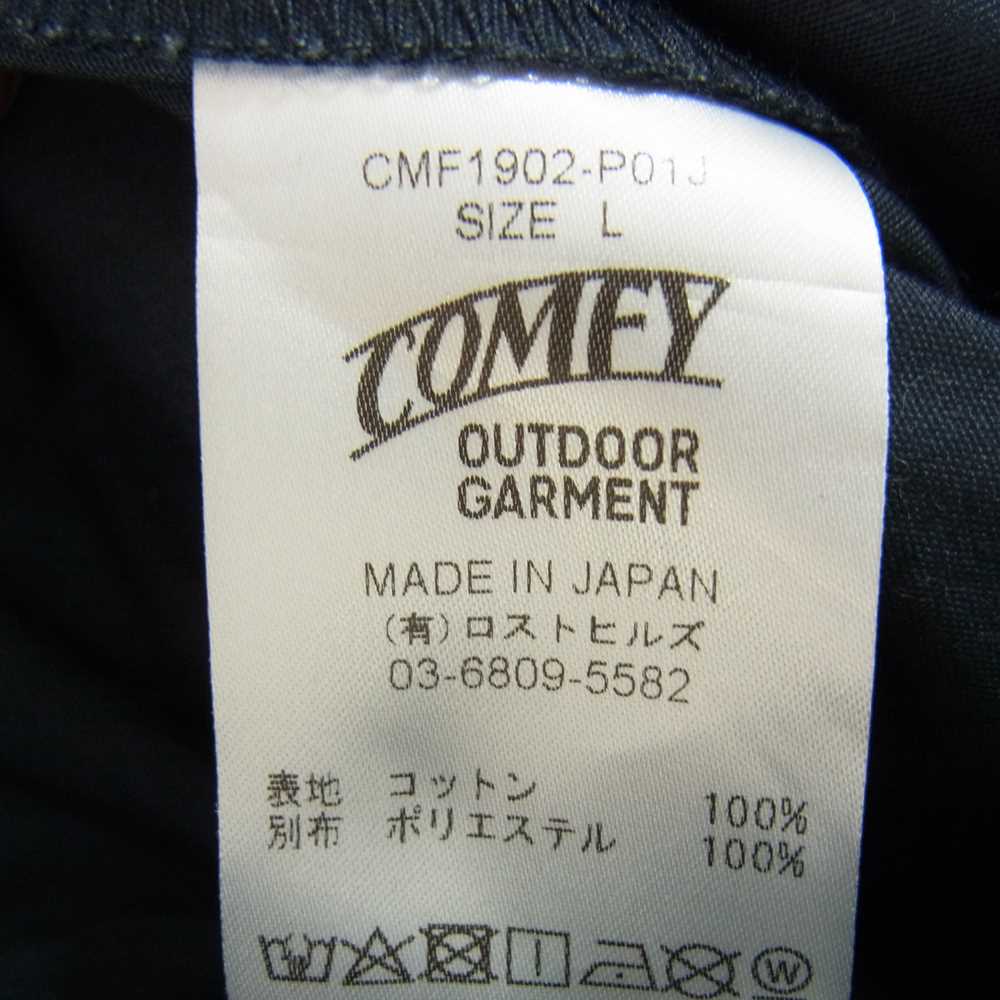 CMF1902-P01J
SIZE L
COMFY
OUTDOOR
GARMENT
MADE IN JAPAN
(有)ロストヒルズ
03-6809-5582
表地 コットン 100%
別布 ポリエステル 100%
W